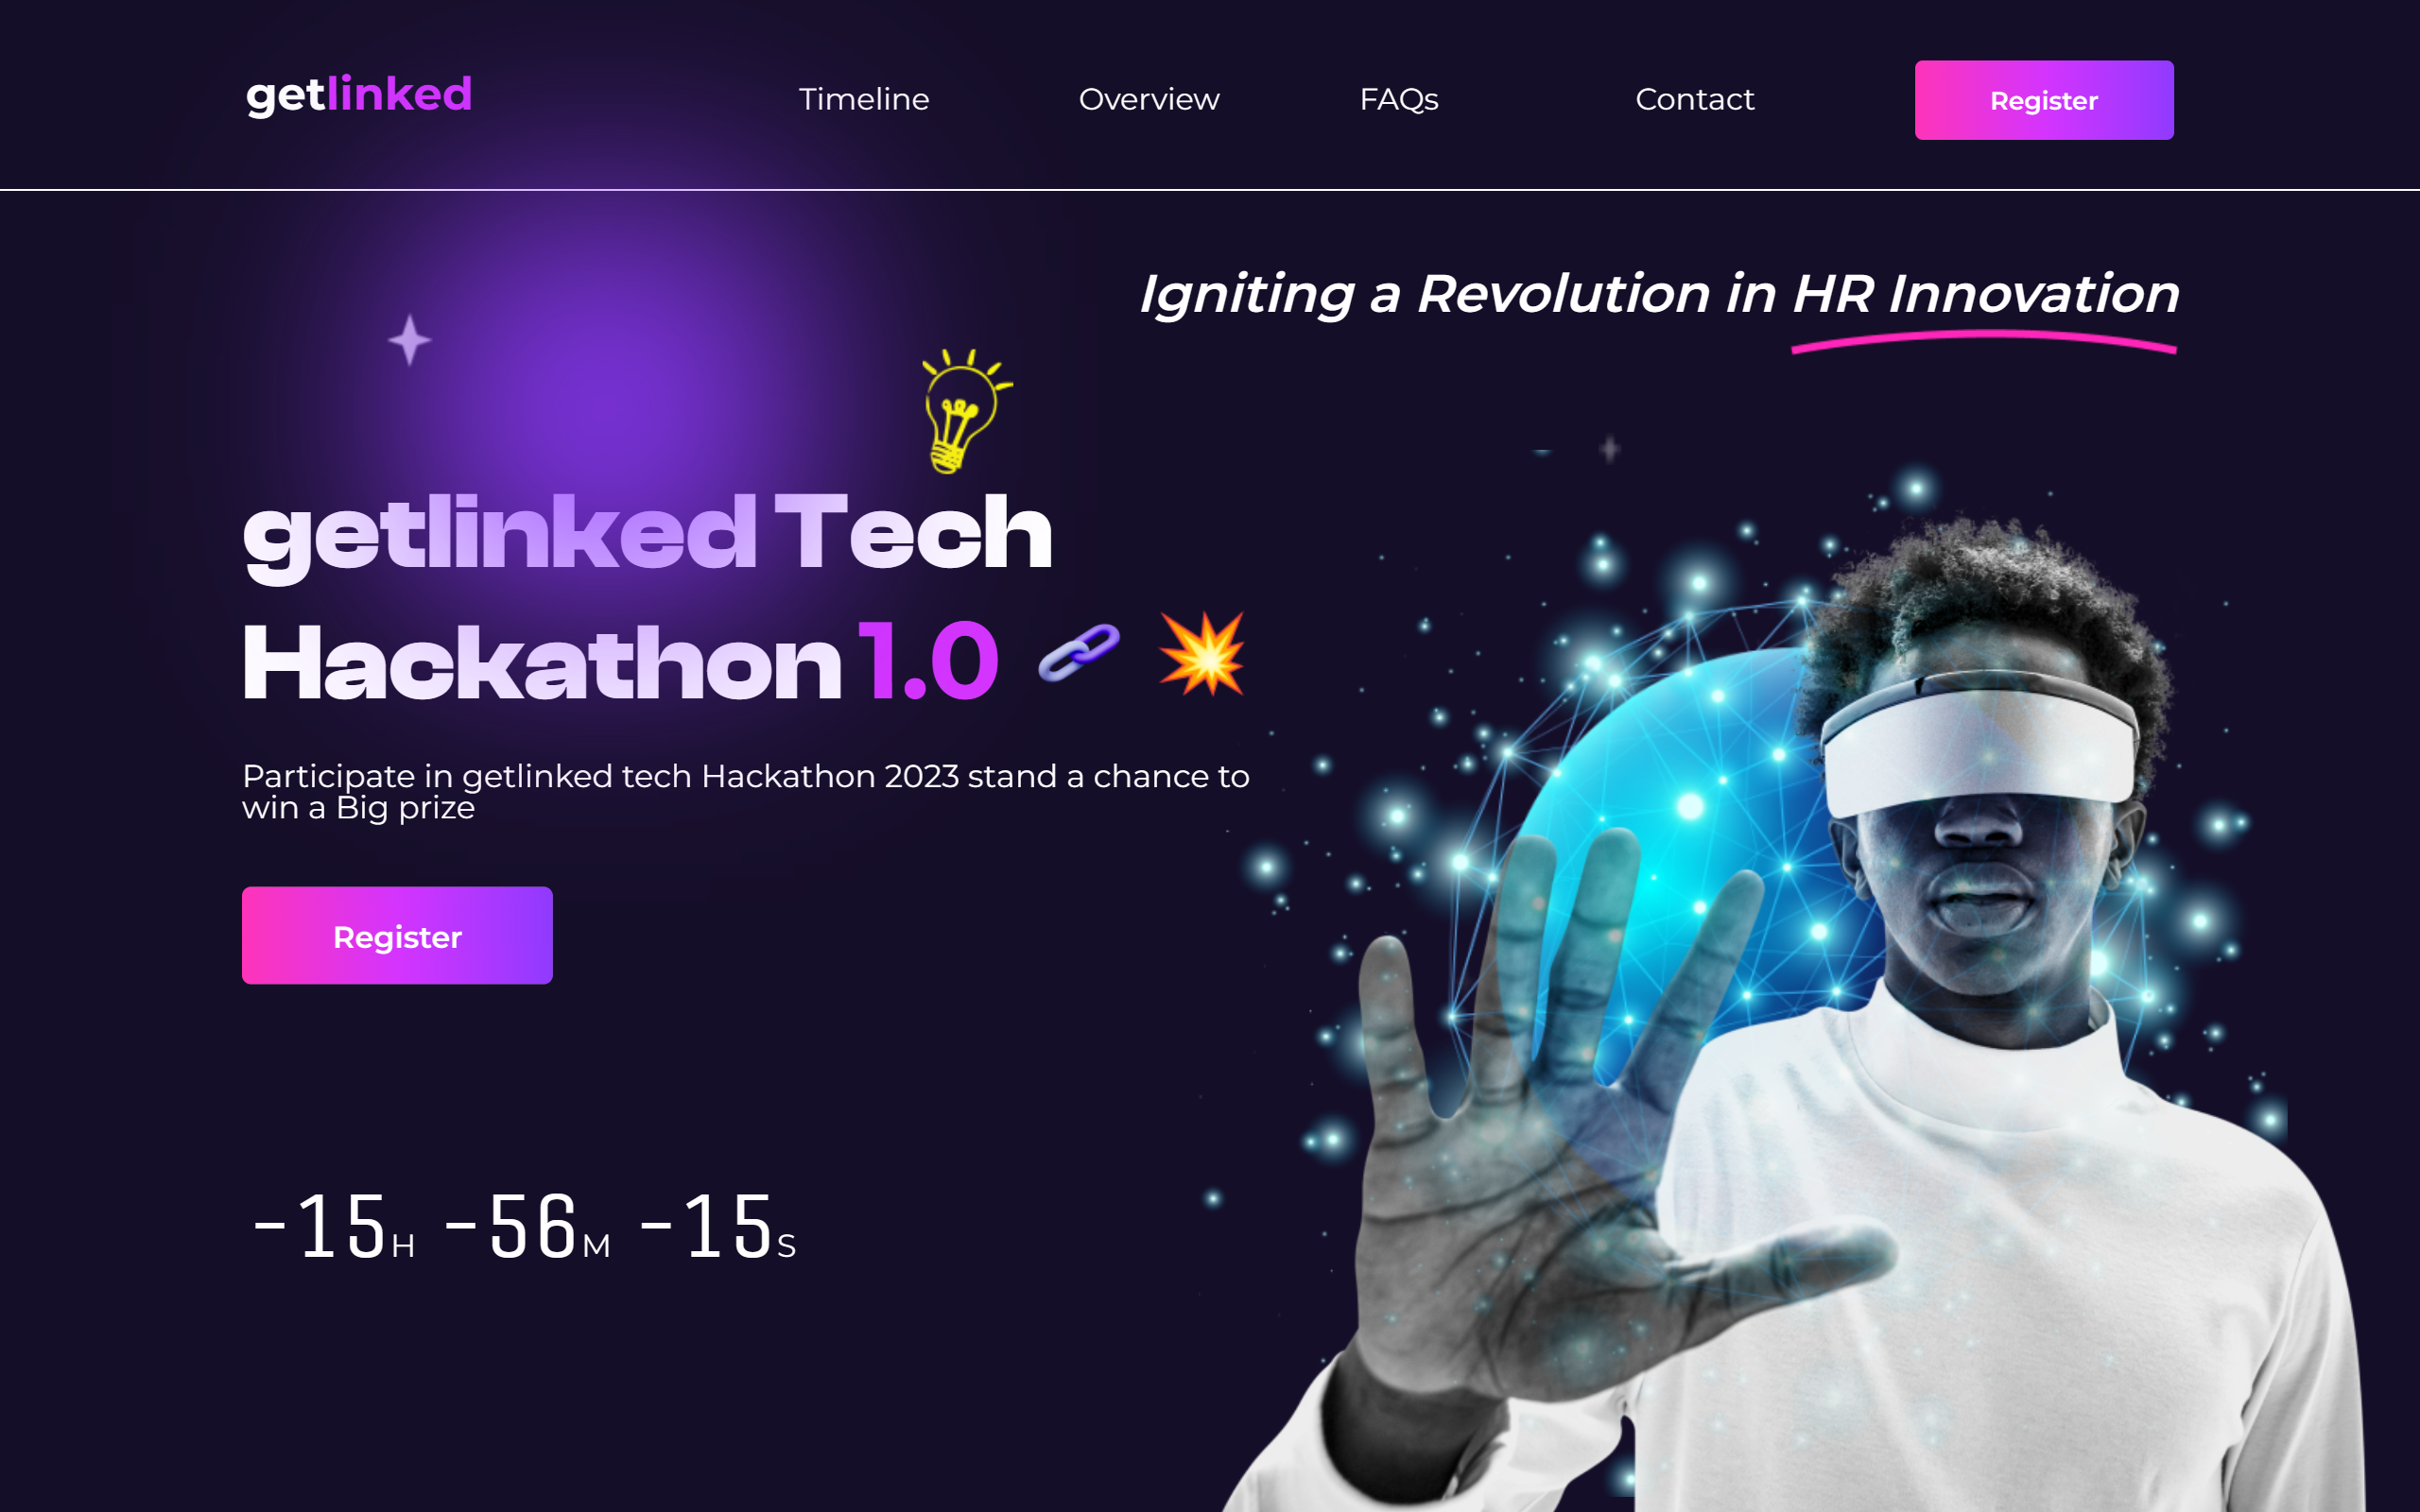 getlinked
Timeline
Overview
FAQs
Contact
Register
Igniting a Revolution in HR Innovation
getlinked Tech
Hackathon 1.0
Participate in getlinked tech Hackathon 2023 stand a chance to
win a Big prize
Register
-15H -56M -15S